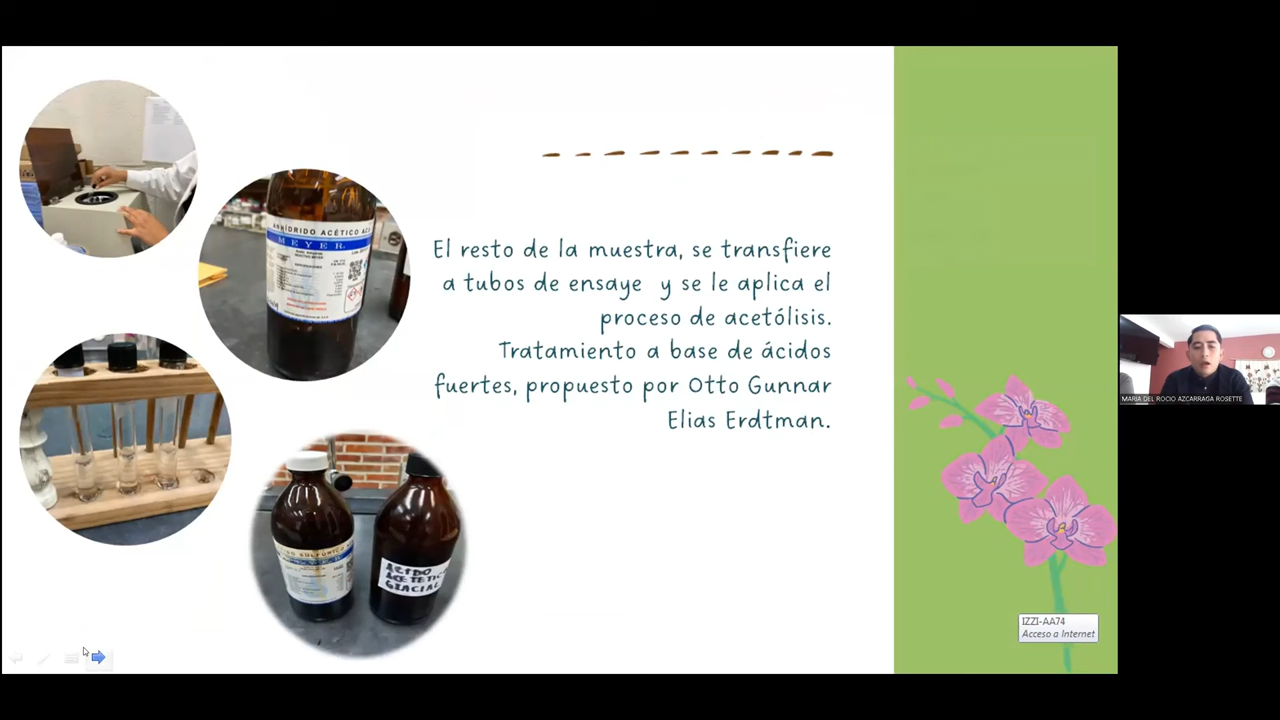 El resto de la muestra, se transfiere
a tubos de ensaye y se le aplica el
proceso de acetólisis.
Tratamiento a base de ácidos
fuertes, propuesto por Otto Gunnar
Elias Erdtman.
ANHÍDRIDO ACÉTICO
MEYER
ACIDO
GLACIAL
IZZI-AA74
Acceso a Internet
MARIA DEL ROCIO AZCARRAGA ROSETTE